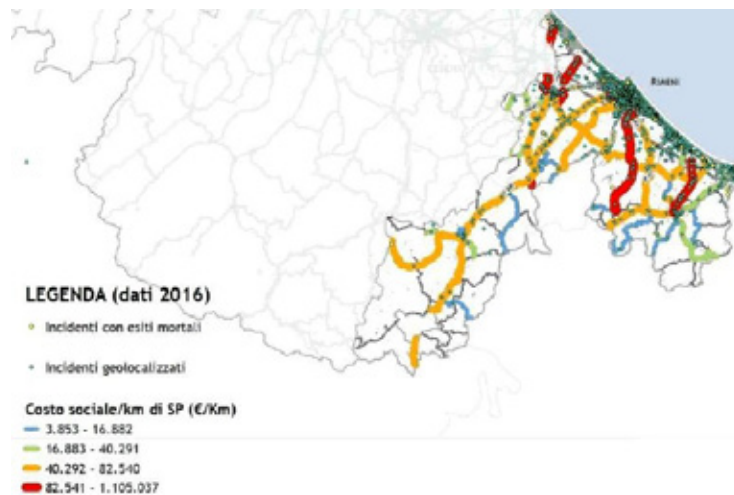 RIMINI
LEGENDA (dati 2016)
Incidenti con esiti mortali
Incidenti geolocalizzati
Costo sociale/km di SP (€/Km)
3.853 - 16.882
16.883 - 40.291
40.292 - 82.540
82.541 - 1.105.037